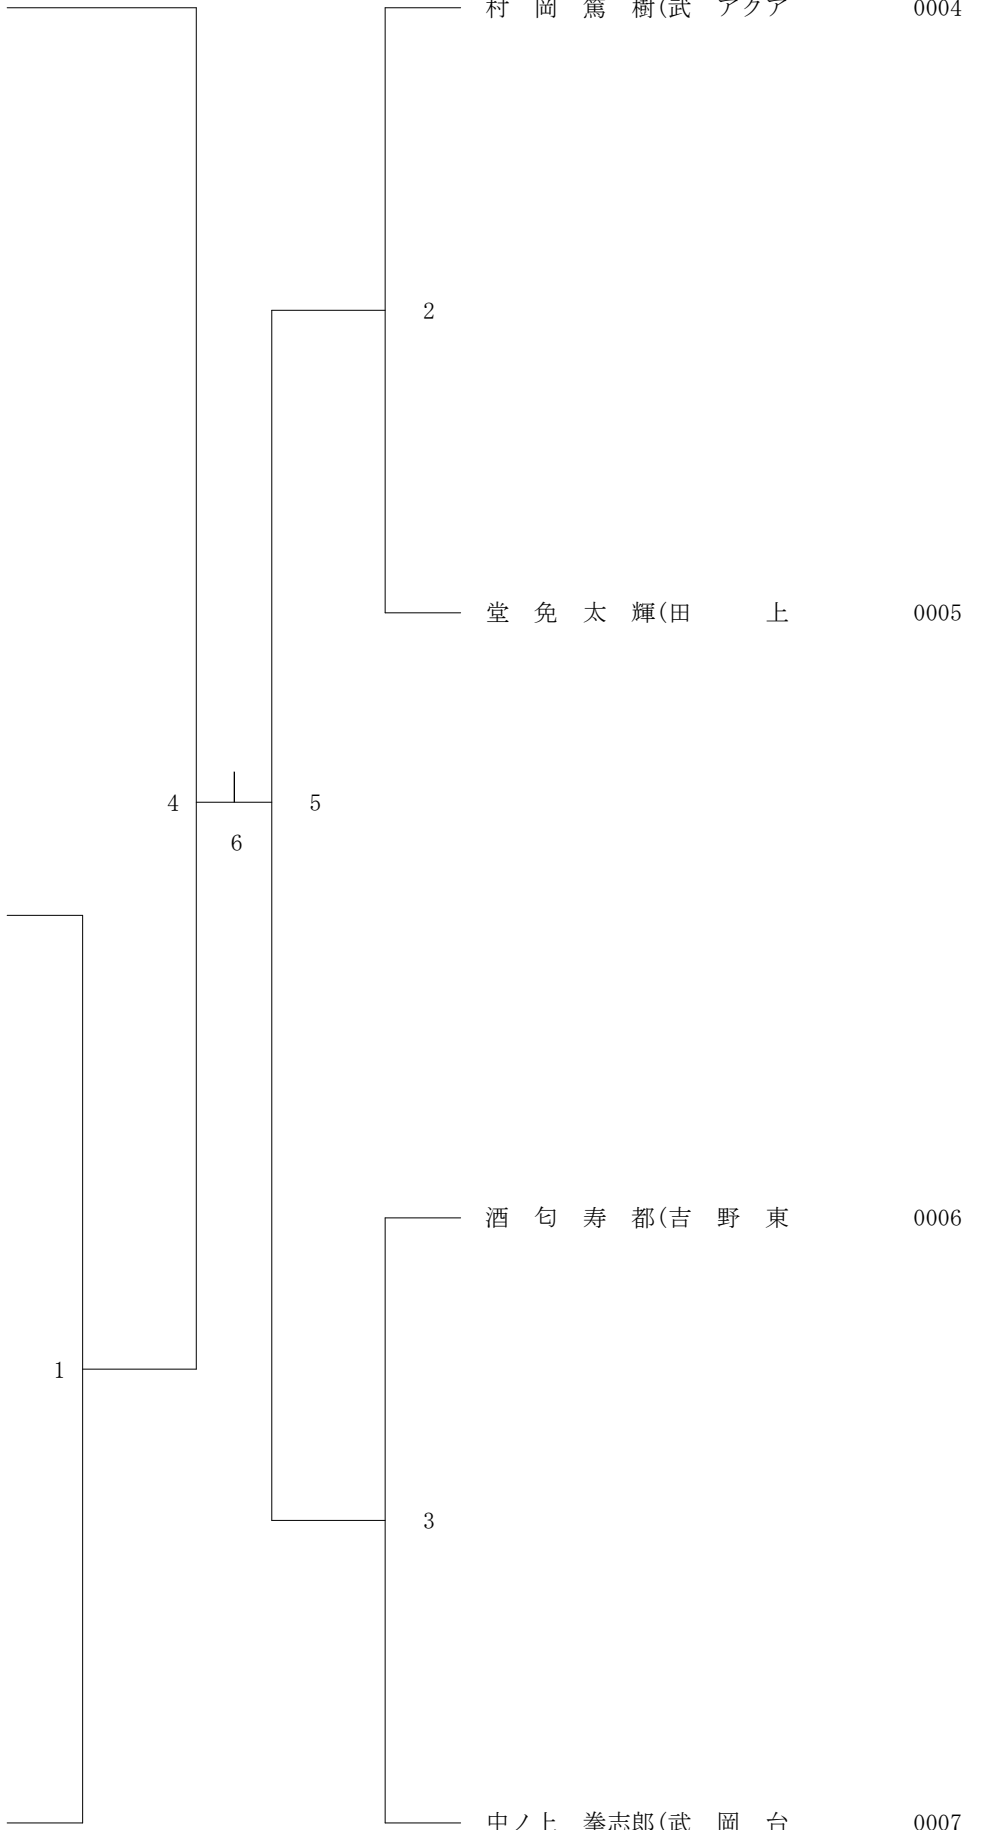 村　岡　篤　樹(武　アクア　0004
2
堂　免　太　輝(田　　　上　0005
4　5
6
酒　匂　寿　都(吉　野　東　0006
1
3
中ノ上　拳志郎(武　岡　台　0007